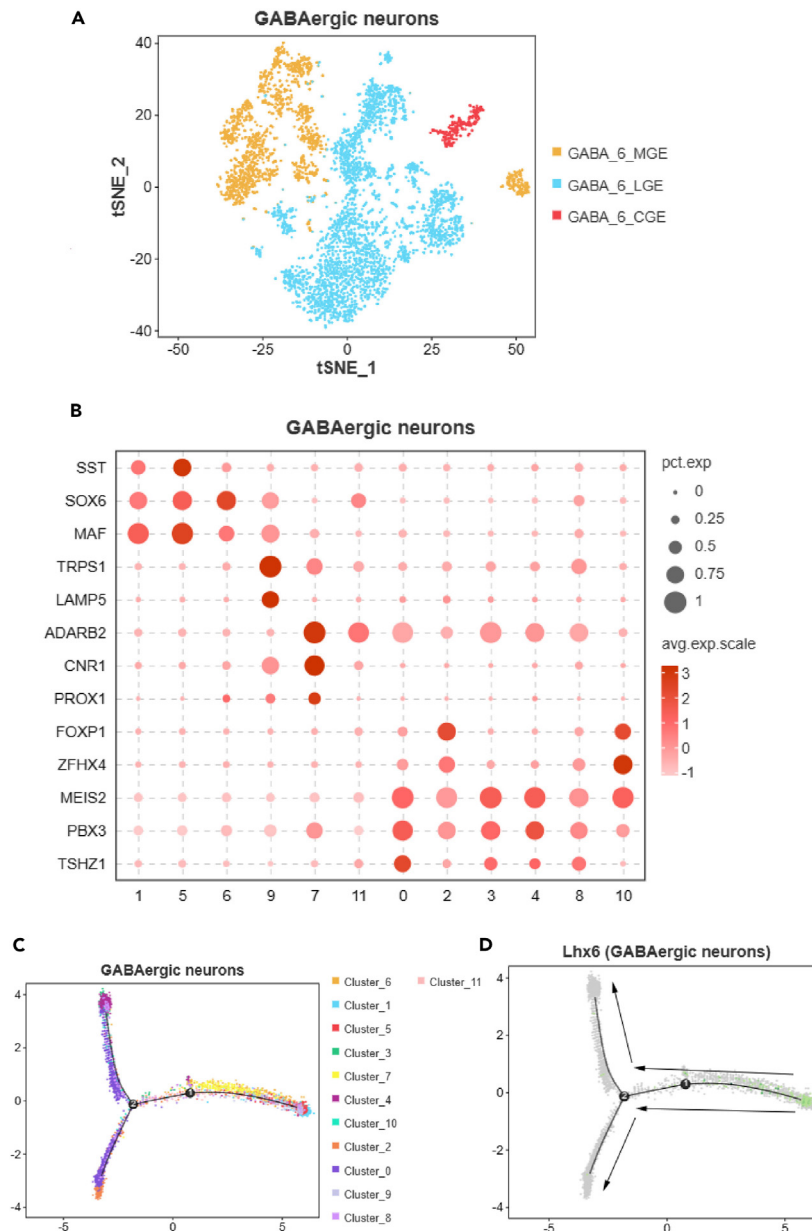 A
GABAergic neurons
40
20
0
-20
-40
tSNE_2
-50
-25
0
25
50
tSNE_1
GABA_6_MGE
GABA_6_LGE
GABA_6_CGE
B
GABAergic neurons
SST
SOX6
MAF
TRPS1
LAMP5
ADARB2
CNR1
PROX1
FOXP1
ZFHX4
MEIS2
PBX3
TSHZ1
1 5 6 9 7 11 0 2 3 4 8 10
pct.exp
0
0.25
0.5
0.75
1
avg.exp.scale
3
2
1
0
-1
C
GABAergic neurons
4
2
0
-2
-4
-5 0 5
2
1
Cluster_6
Cluster_1
Cluster_5
Cluster_3
Cluster_7
Cluster_4
Cluster_10
Cluster_2
Cluster_0
Cluster_9
Cluster_8
Cluster_11
D
Lhx6 (GABAergic neurons)
4
2
0
-2
-4
-5 0 5
2
1